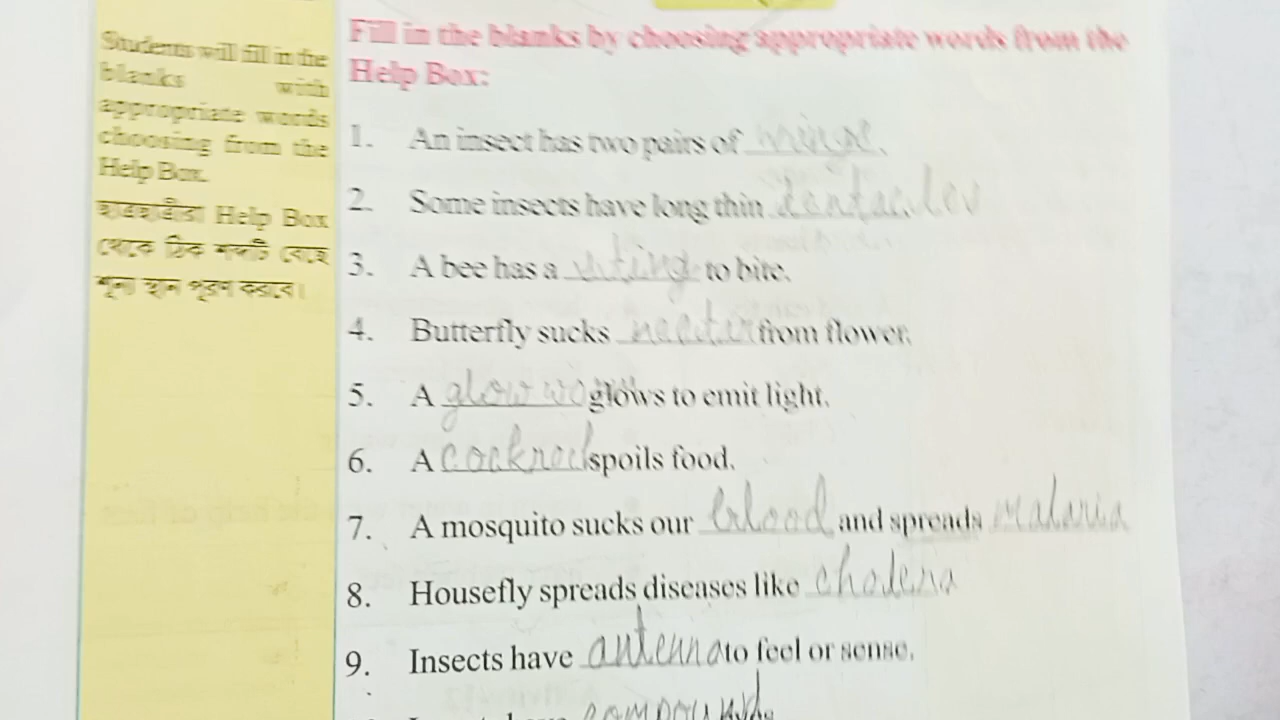 Students will fill in the
blanks with
appropriate words
choosing from the
Help Box.
ছাত্রছাত্রীরা Help Box
থেকে ঠিক শব্দটি বেছে
শূন্য স্থান পূরণ করবে।
Fill in the blanks by choosing appropriate words from the
Help Box:
1. An insect has two pairs of wings.
2. Some insects have long thin
3. A bee has a sting to bite.
4. Butterfly sucks nectar from flower.
5. A glow worm glows to emit light.
6. A spoils food.
7. A mosquito sucks our blood and spreads malaria
8. Housefly spreads diseases like cholera
9. Insects have antenna to feel or sense.
compound